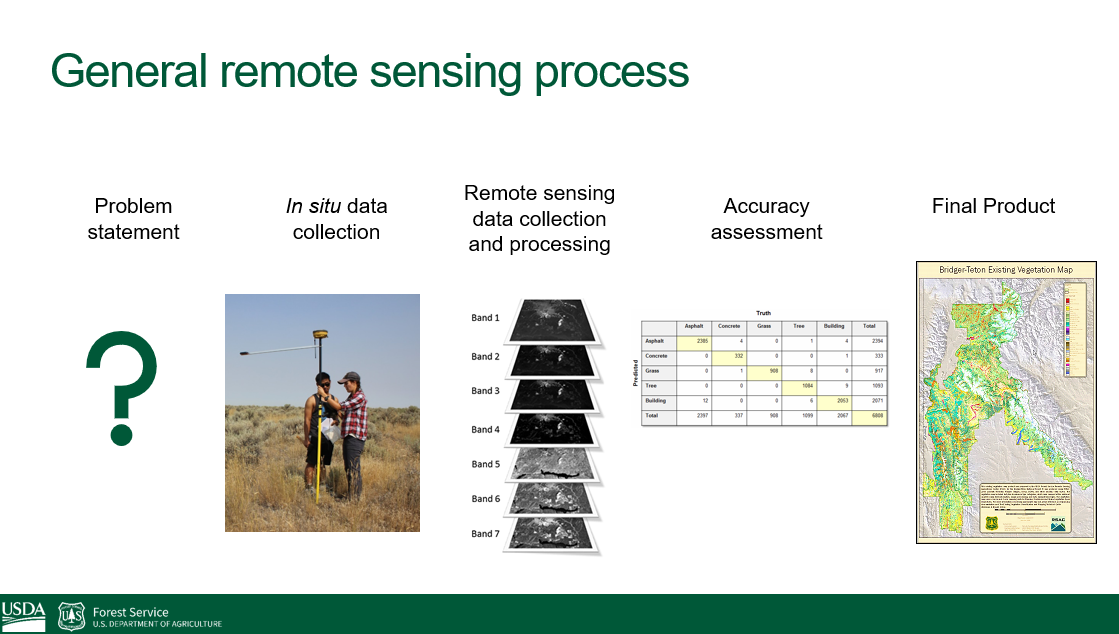 General remote sensing process
Problem
statement
In situ data
collection
Remote sensing
data collection
and processing
Accuracy
assessment
Final Product
Band 1
Band 2
Band 3
Band 4
Band 5
Band 6
Band 7
Truth
Predicted
Asphalt Concrete Grass Tree Building Total
Asphalt 2385 4 0 1 4 2394
Concrete 0 332 0 0 1 333
Grass 0 1 908 8 0 917
Tree 0 0 0 1084 9 1093
Building 12 0 0 6 2053 2071
Total 2397 337 908 1099 2067 6808
Bridger-Teton Existing Vegetation Map
USDA
UAS
Forest Service
U.S. DEPARTMENT OF AGRICULTURE